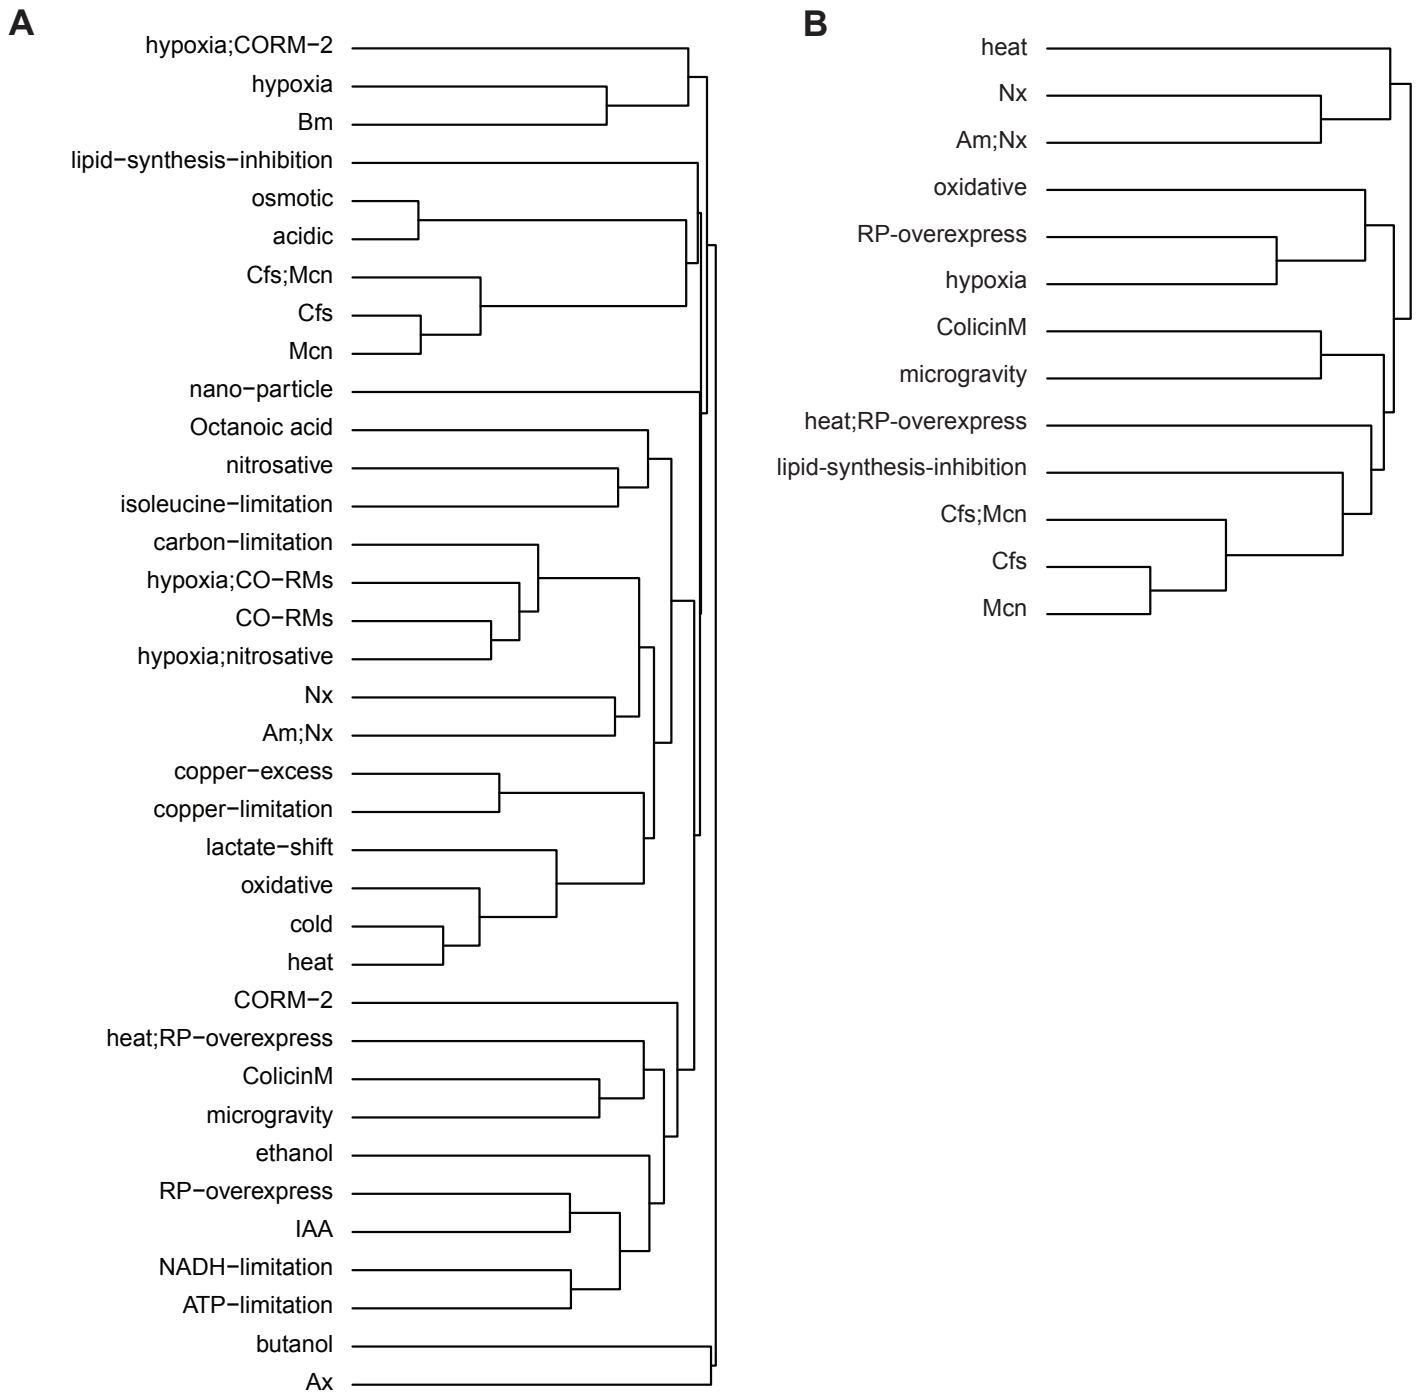 A
hypoxia;CORM−2
hypoxia
Bm
lipid−synthesis−inhibition
osmotic
acidic
Cfs;Mcn
Cfs
Mcn
nano−particle
Octanoic acid
nitrosative
isoleucine−limitation
carbon−limitation
hypoxia;CO−RMs
CO−RMs
hypoxia;nitrosative
Nx
Am;Nx
copper−excess
copper−limitation
lactate−shift
oxidative
cold
heat
CORM−2
heat;RP−overexpress
ColicinM
microgravity
ethanol
RP−overexpress
IAA
NADH−limitation
ATP−limitation
butanol
Ax
B
heat
Nx
Am;Nx
oxidative
RP-overexpress
hypoxia
ColicinM
microgravity
heat;RP-overexpress
lipid-synthesis-inhibition
Cfs;Mcn
Cfs
Mcn